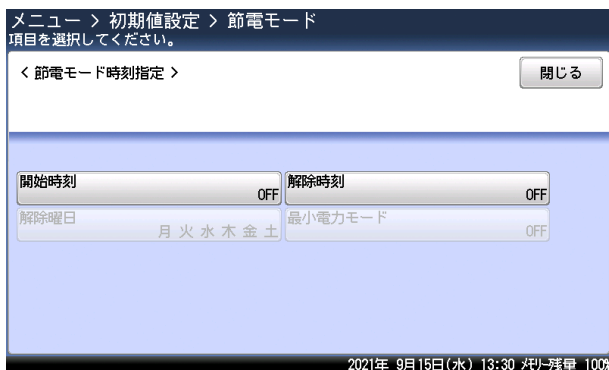 メニュー > 初期値設定 > 節電モード
項目を選択してください。
< 節電モード時刻指定 >
閉じる
開始時刻 OFF
解除時刻 OFF
解除曜日 月 火 水 木 金 土
最小電力モード OFF
2021年 9月15日(水) 13:30 メモリー残量 100%